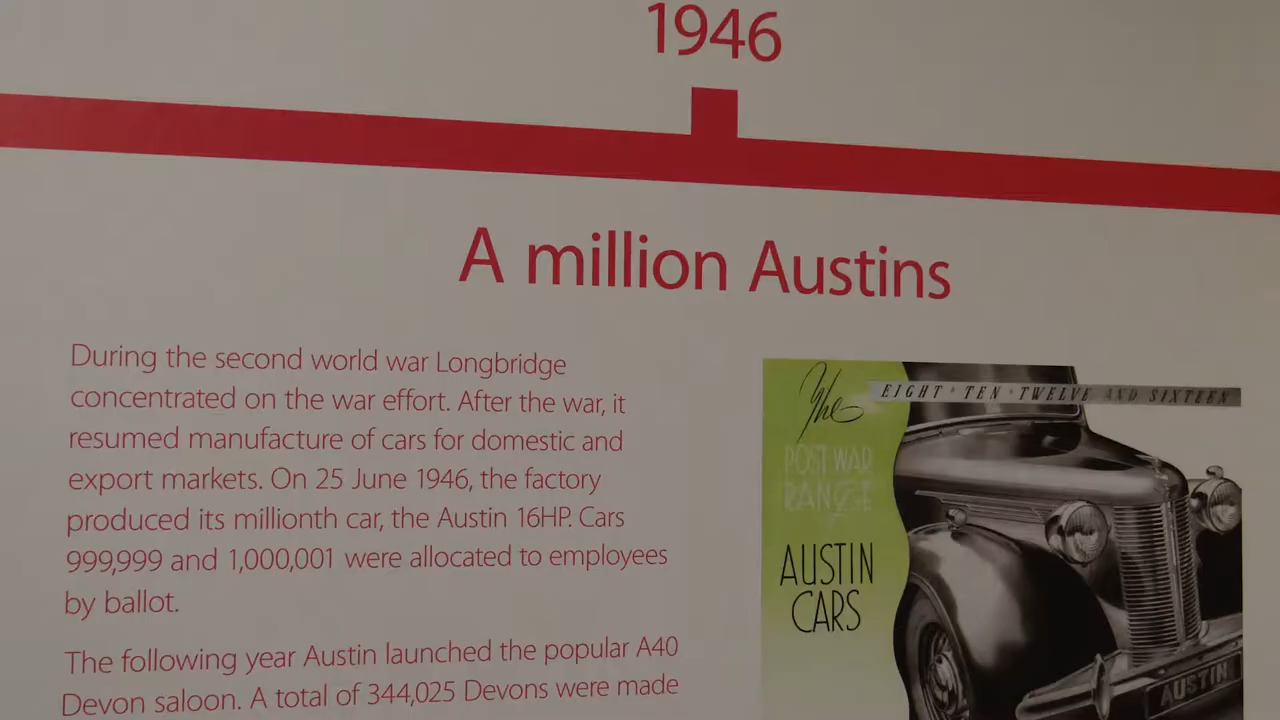 1946
A million Austins
During the second world war Longbridge
concentrated on the war effort. After the war, it
resumed manufacture of cars for domestic and
export markets. On 25 June 1946, the factory
produced its millionth car, the Austin 16HP. Cars
999,999 and 1,000,001 were allocated to employees
by ballot.
The following year Austin launched the popular A40
Devon saloon. A total of 344,025 Devons were made
The
EIGHT • TEN • TWELVE AND SIXTEEN
POST WAR
RANGE
AUSTIN
CARS
AUSTIN